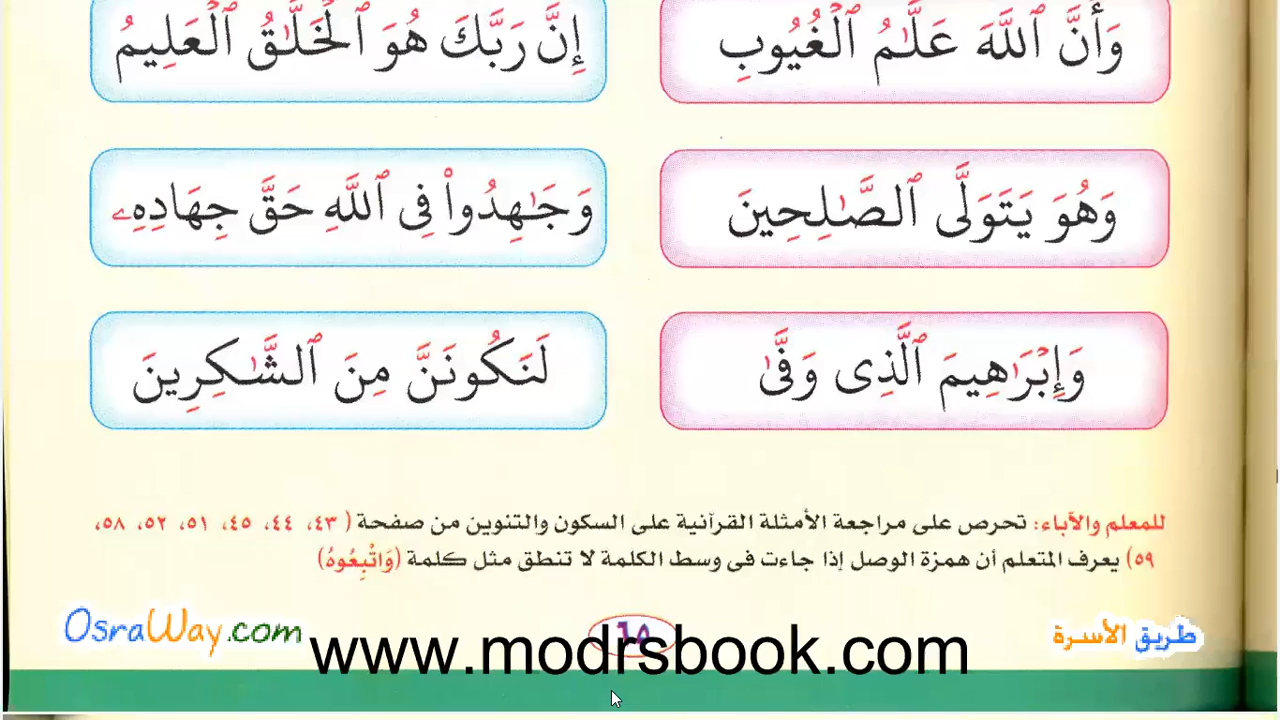 وَأَنَّ ٱللَّهَ عَلَّٰمُ ٱلْغُيُوبِ
إِنَّ رَبَّكَ هُوَ ٱلْخَلَّٰقُ ٱلْعَلِيمُ
وَهُوَ يَتَوَلَّى ٱلصَّٰلِحِينَ
وَجَٰهِدُوا۟ فِى ٱللَّهِ حَقَّ جِهَادِهِۦ
وَإِبْرَٰهِيمَ ٱلَّذِى وَفَّىٰ
لَنَكُونَنَّ مِنَ ٱلشَّٰكِرِينَ
للمعلم والآباء: تحرص على مراجعة الأمثلة القرآنية على السكون والتنوين من صفحة (٤٣، ٤٤، ٤٥، ٥١، ٥٢، ٥٨،
٥٩) يعرف المتعلم أن همزة الوصل إذا جاءت فى وسط الكلمة لا تنطق مثل كلمة (وَاتْبِعُوهُ)
طريق الأسرة
٦٥
OsraWay.com
www.modrsbook.com